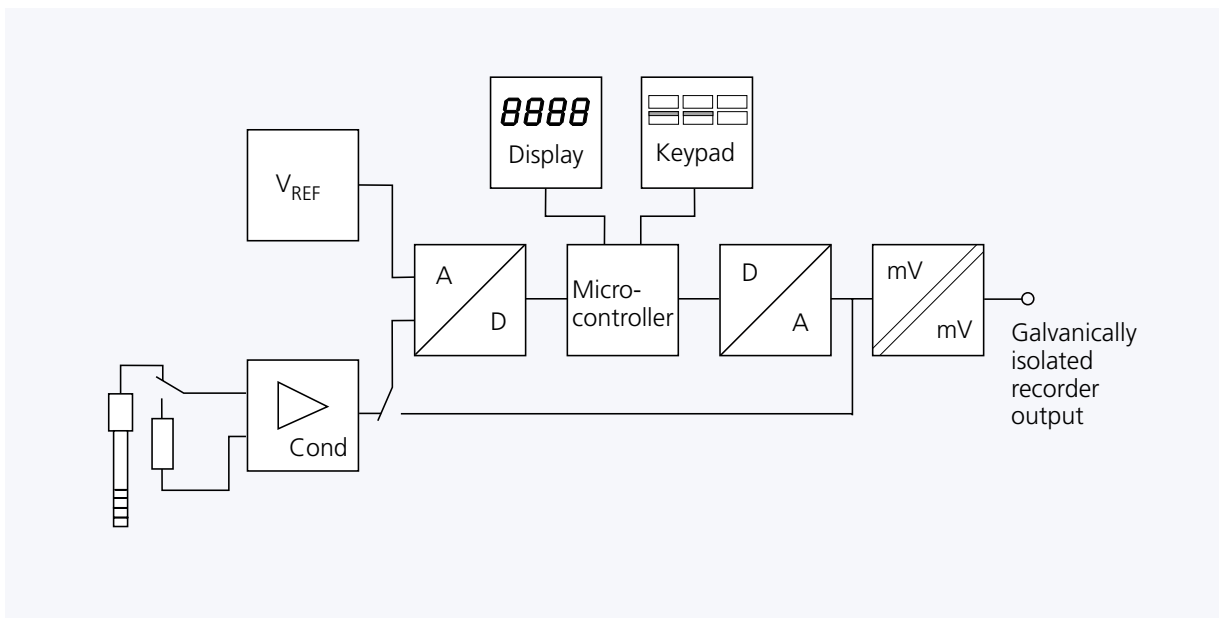 8888
Display
Keypad
VREF
A
D
Micro-
controller
D
A
mV
mV
Galvanically
isolated
recorder
output
Cond